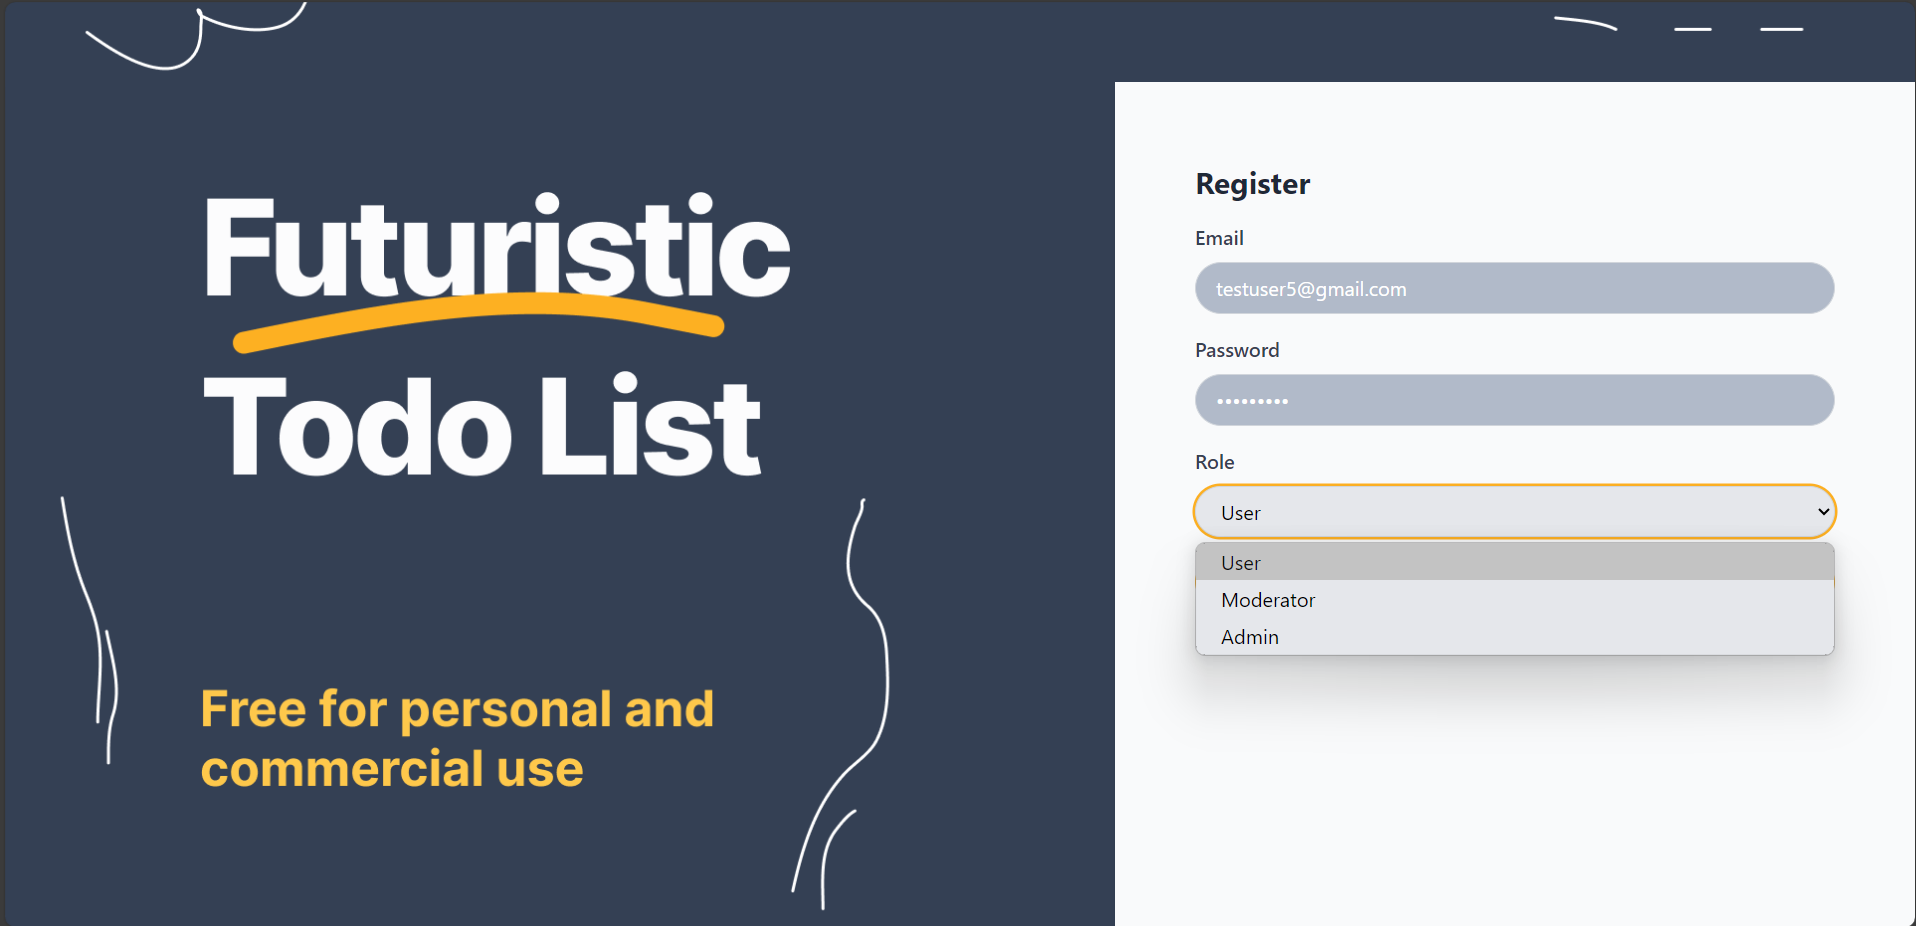 Futuristic
Todo List
Free for personal and
commercial use
Register
Email
testuser5@gmail.com
Password
•••••••••
Role
User
User
Moderator
Admin